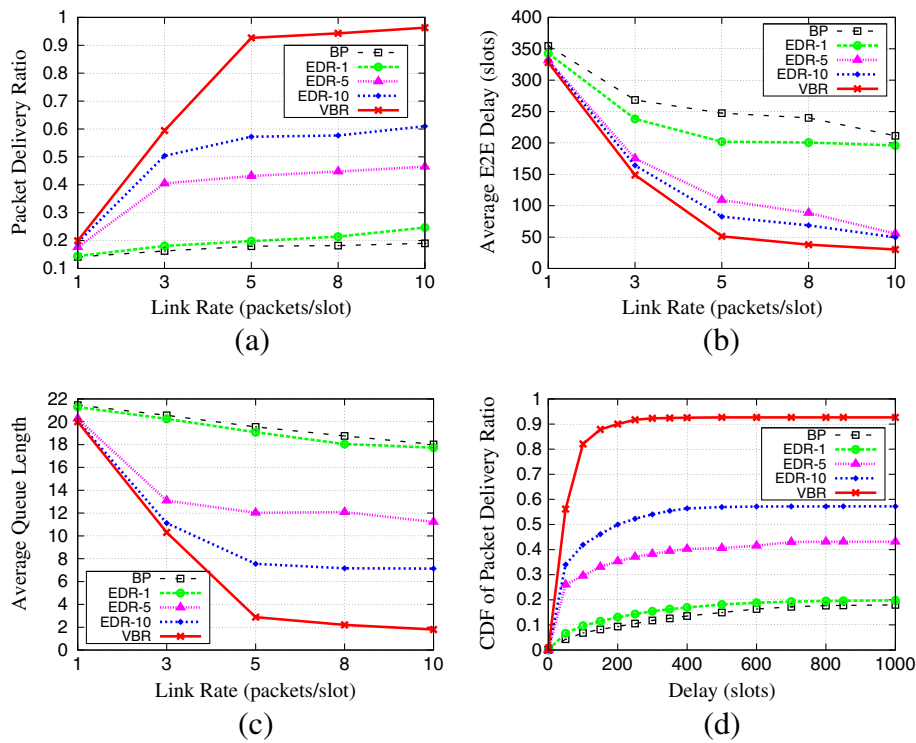 (a)
Packet Delivery Ratio
1
0.9
0.8
0.7
0.6
0.5
0.4
0.3
0.2
0.1
BP
EDR-1
EDR-5
EDR-10
VBR
1 3 5 8 10
Link Rate (packets/slot)
(a)
(b)
Average E2E Delay (slots)
400
350
300
250
200
150
100
50
0
BP
EDR-1
EDR-5
EDR-10
VBR
1 3 5 8 10
Link Rate (packets/slot)
(b)
Average Queue Length
22
20
18
16
14
12
10
8
6
4
2
0
BP
EDR-1
EDR-5
EDR-10
VBR
1 3 5 8 10
Link Rate (packets/slot)
(c)
(c)
CDF of Packet Delivery Ratio
1
0.9
0.8
0.7
0.6
0.5
0.4
0.3
0.2
0.1
0
BP
EDR-1
EDR-5
EDR-10
VBR
0 200 400 600 800 1000
Delay (slots)
(d)
(d)